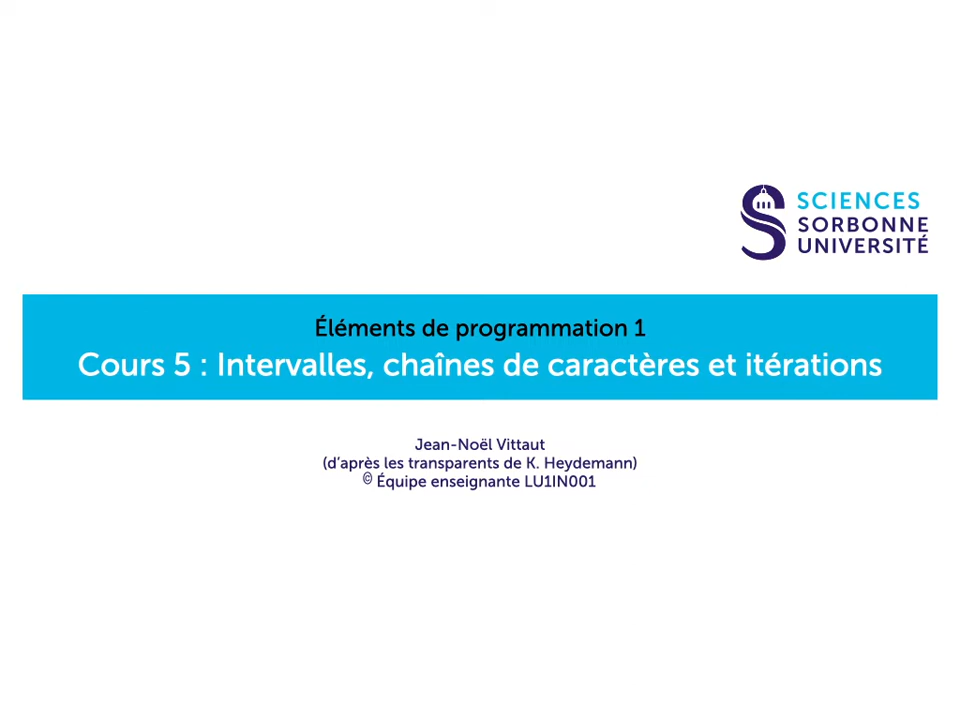 SCIENCES
SORBONNE
UNIVERSITÉ
Éléments de programmation 1
Cours 5 : Intervalles, chaînes de caractères et itérations
Jean-Noël Vittaut
(d'après les transparents de K. Heydemann)
© Équipe enseignante LU1IN001